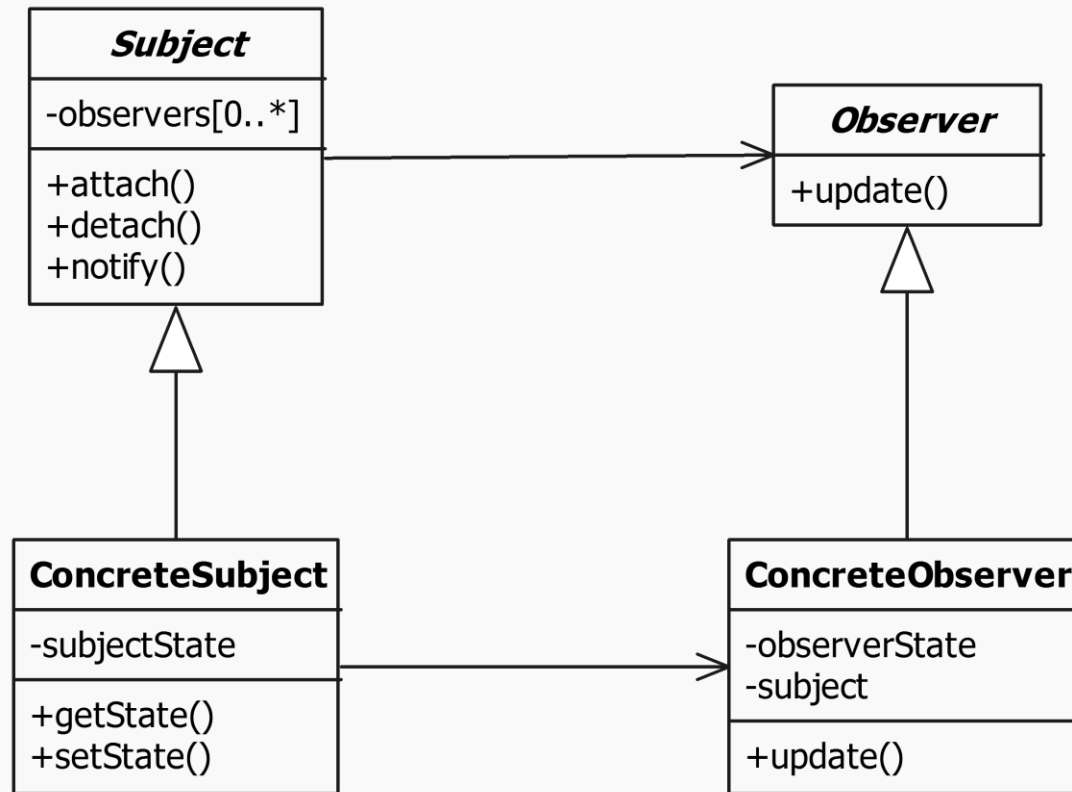 Subject
-observers[0..*]
+attach()
+detach()
+notify()
Observer
+update()
ConcreteSubject
-subjectState
+getState()
+setState()
ConcreteObserver
-observerState
-subject
+update()